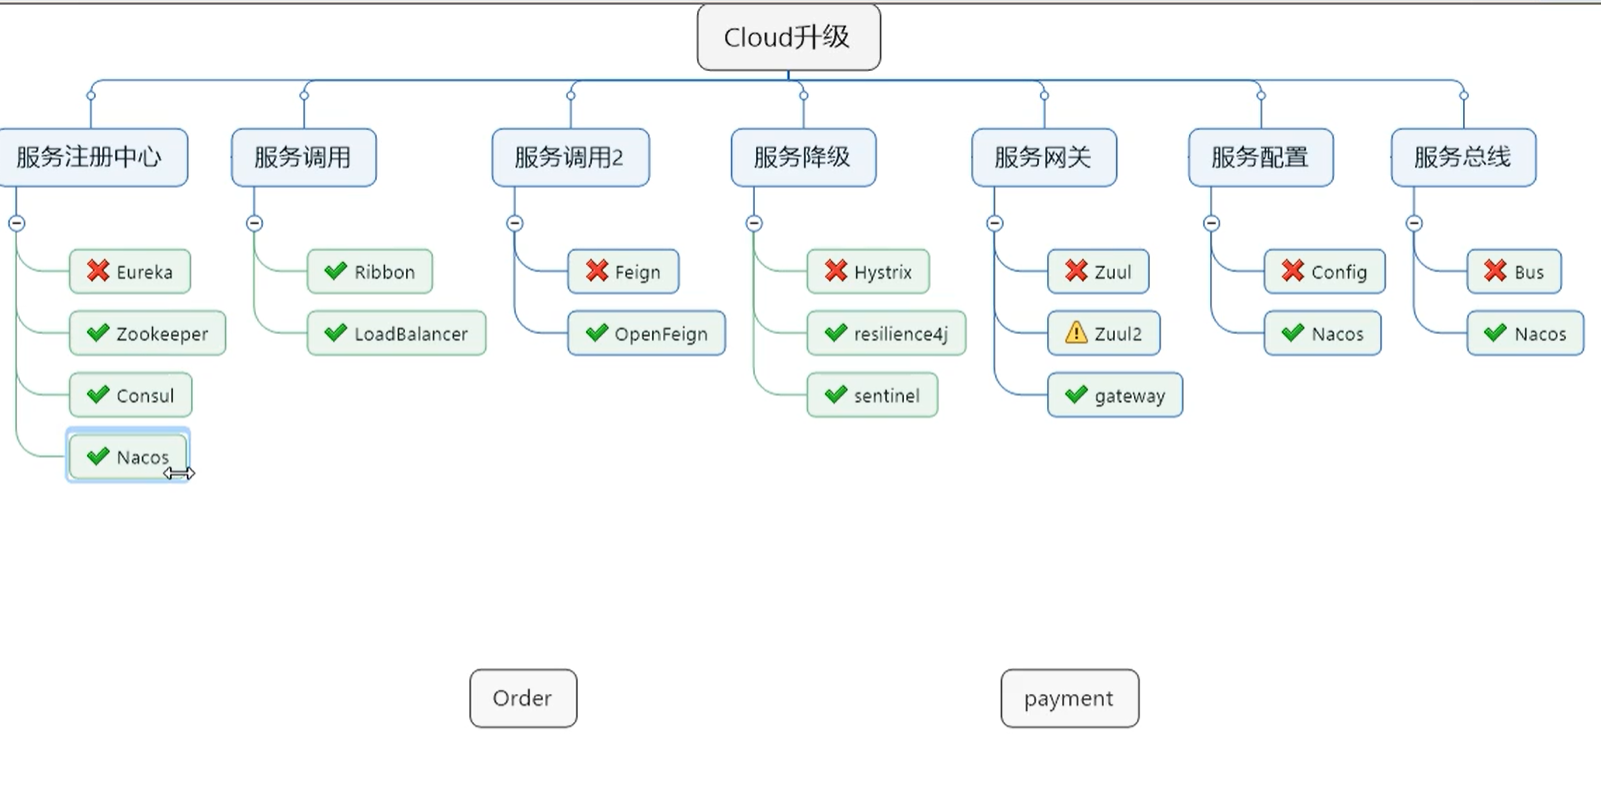 Cloud升级
服务注册中心
Eureka
Zookeeper
Consul
Nacos
服务调用
Ribbon
LoadBalancer
服务调用2
Feign
OpenFeign
服务降级
Hystrix
resilience4j
sentinel
服务网关
Zuul
Zuul2
gateway
服务配置
Config
Nacos
服务总线
Bus
Nacos
Order
payment